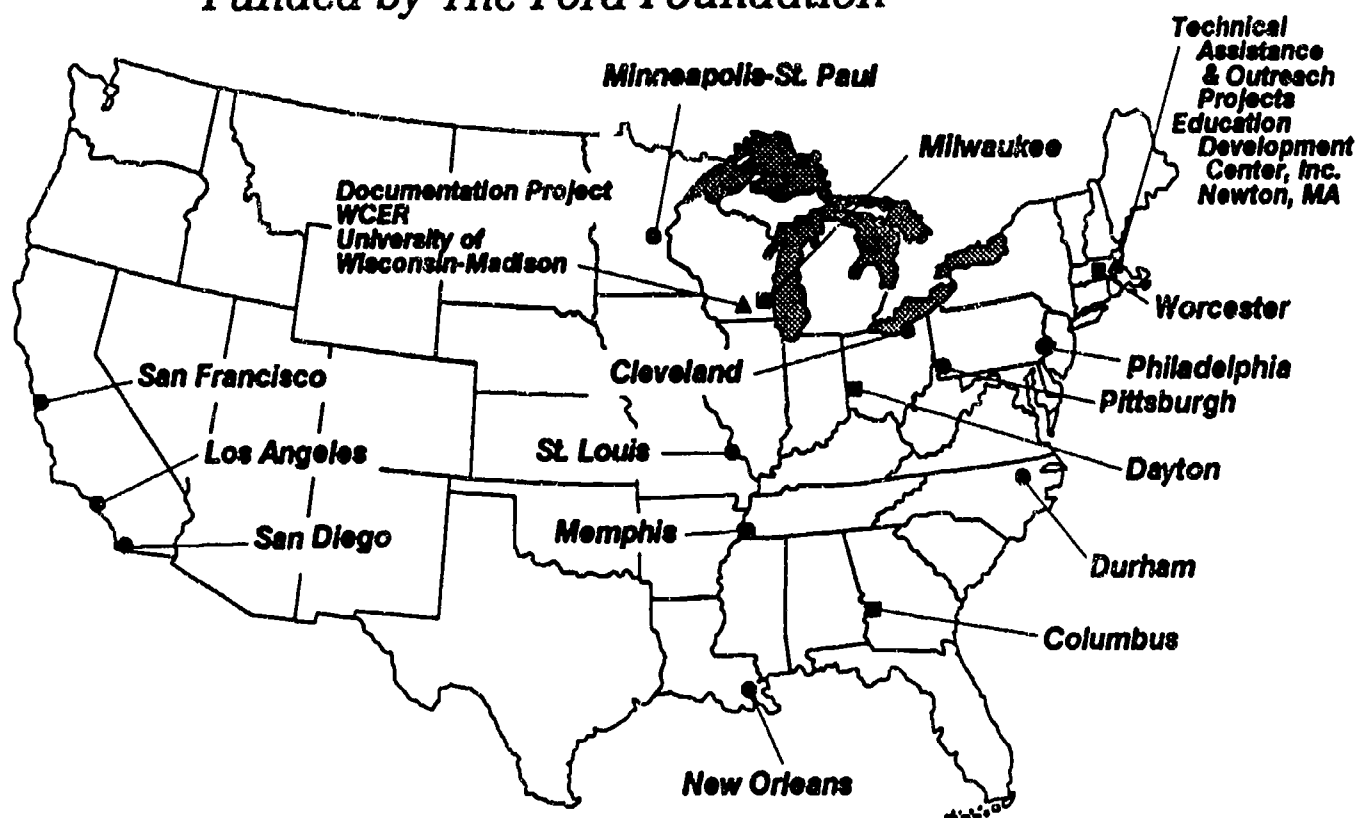 Funded by The Ford Foundation
Technical
Assistance
& Outreach
Projects
Education
Development
Center, Inc.
Newton, MA
Minneapolis-St. Paul
Milwaukee
Documentation Project
WCER
University of
Wisconsin-Madison
Worcester
Cleveland
Philadelphia
San Francisco
Pittsburgh
Los Angeles
St. Louis
Dayton
San Diego
Memphis
Durham
Columbus
New Orleans